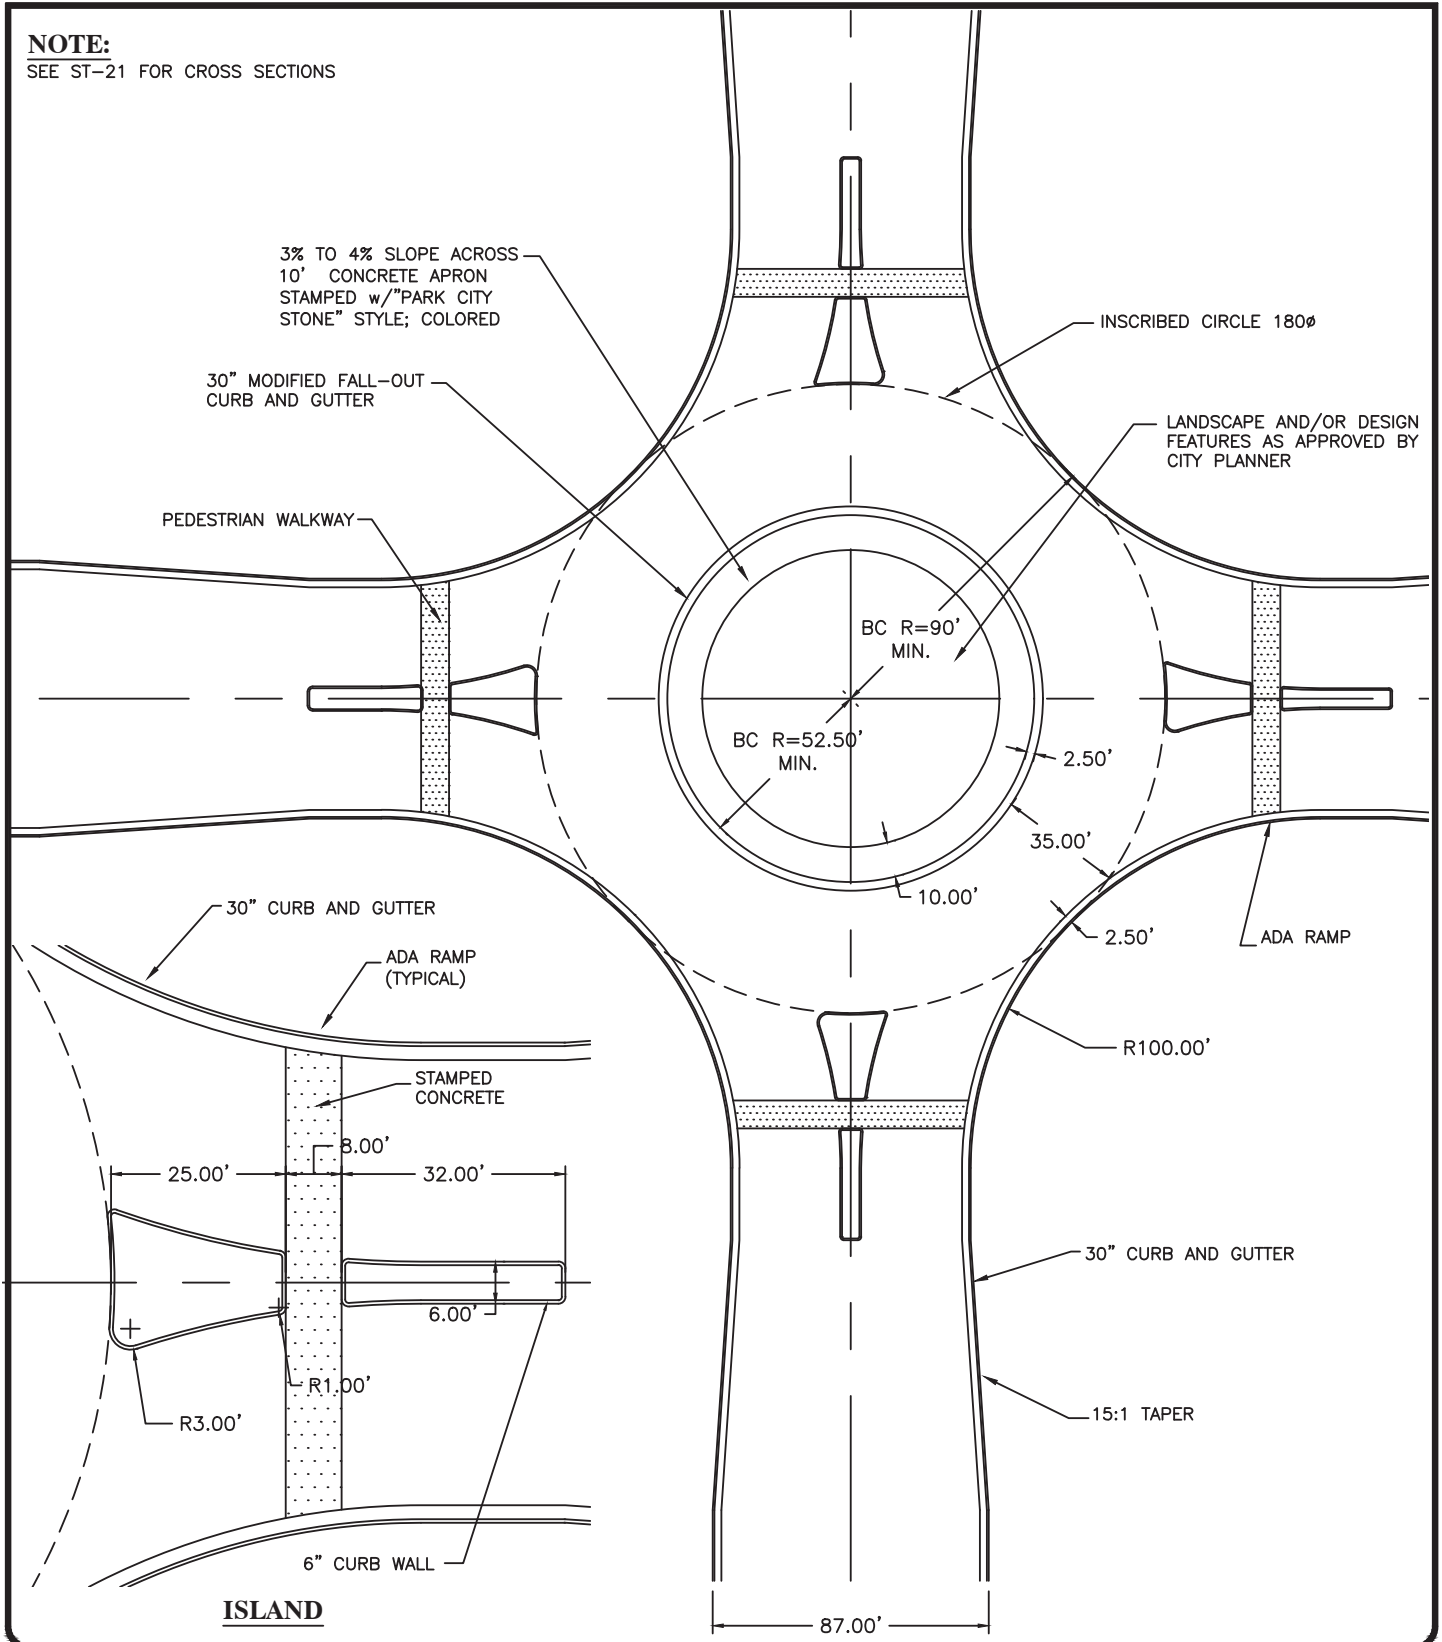 NOTE:
SEE ST-21 FOR CROSS SECTIONS
3% TO 4% SLOPE ACROSS
10' CONCRETE APRON
STAMPED w/"PARK CITY
STONE" STYLE; COLORED
INSCRIBED CIRCLE 180ø
30" MODIFIED FALL-OUT
CURB AND GUTTER
LANDSCAPE AND/OR DESIGN
FEATURES AS APPROVED BY
CITY PLANNER
PEDESTRIAN WALKWAY
BC R=90'
MIN.
BC R=52.50'
MIN.
2.50'
35.00'
10.00'
2.50'
ADA RAMP
30" CURB AND GUTTER
ADA RAMP
(TYPICAL)
R100.00'
STAMPED
CONCRETE
8.00'
25.00'
32.00'
6.00'
R1.00'
R3.00'
30" CURB AND GUTTER
15:1 TAPER
6" CURB WALL
ISLAND
87.00'